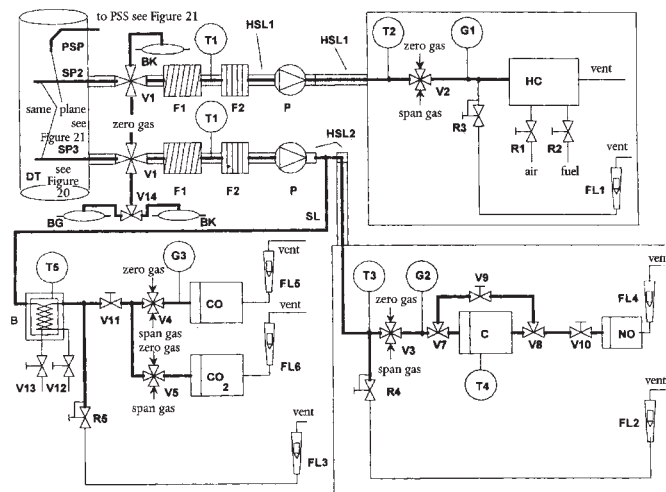 to PSS see Figure 21
PSP
BK
T1
HSL1
HSL1
T2
zero gas
G1
SP2
V1
F1
F2
P
V2
span gas
HC
vent
R3
same plane
see
Figure 21
zero gas
T1
HSL2
R1
R2
air
fuel
SP3
see
Figure
20
DT
V1
F1
F2
P
FL1
vent
V14
BG
BK
SL
vent
T5
zero gas
G3
FL5
T3
zero gas
G2
V9
vent
FL4
B
V11
V4
CO
span gas
zero gas
vent
FL6
V3
V7
C
V8
V10
NO
V13
V12
V5
CO2
span gas
span gas
T4
R4
vent
R5
vent
FL3
FL2